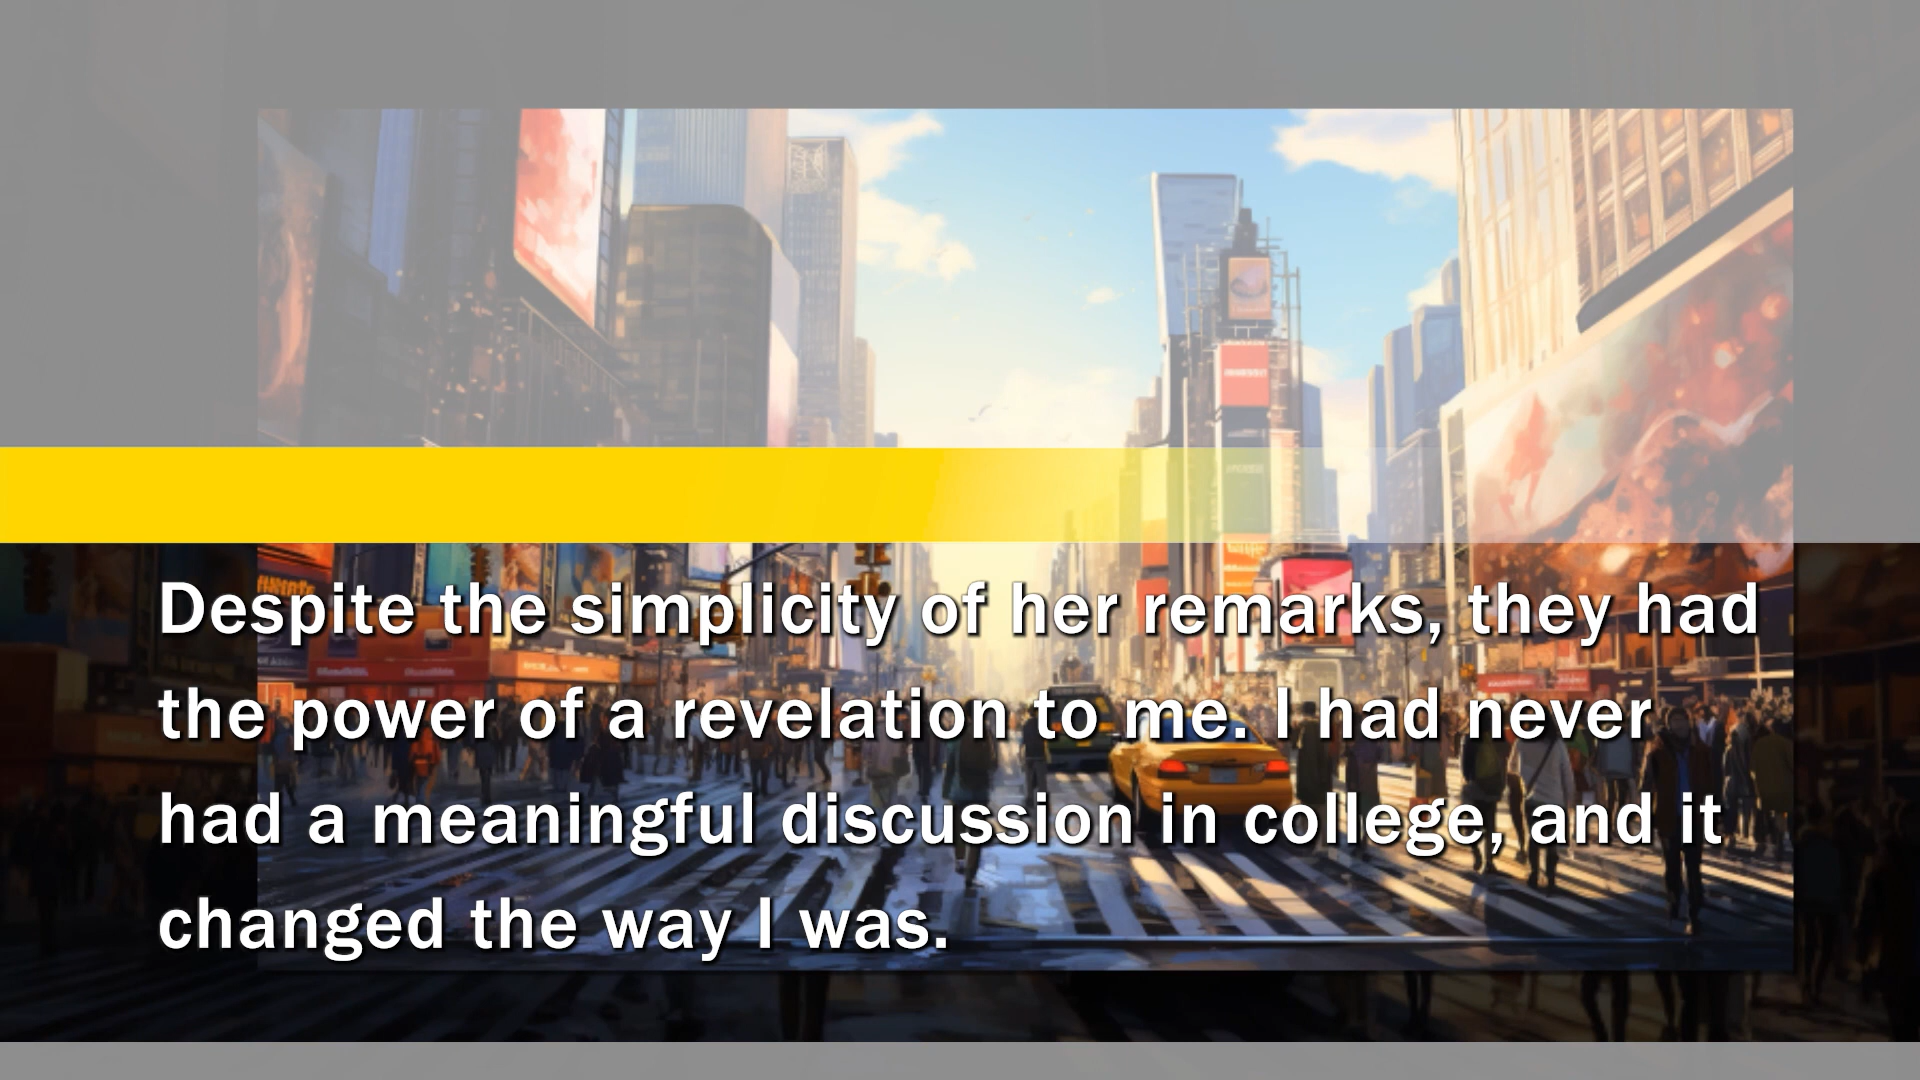 Despite the simplicity of her remarks, they had
the power of a revelation to me. I had never
had a meaningful discussion in college, and it
changed the way I was.